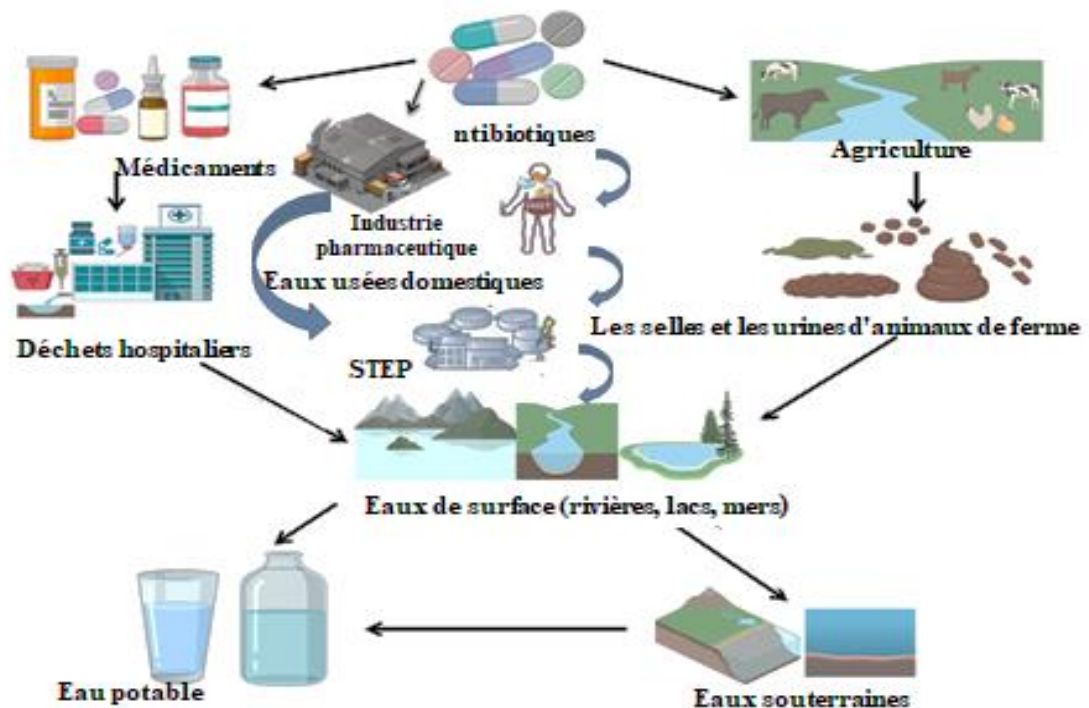 ntibiotiques
Médicaments
Agriculture
Industrie
pharmaceutique
Eaux usées domestiques
Les selles et les urines d'animaux de ferme
Déchets hospitaliers
STEP
Eaux de surface (rivières, lacs, mers)
Eau potable
Eaux souterraines